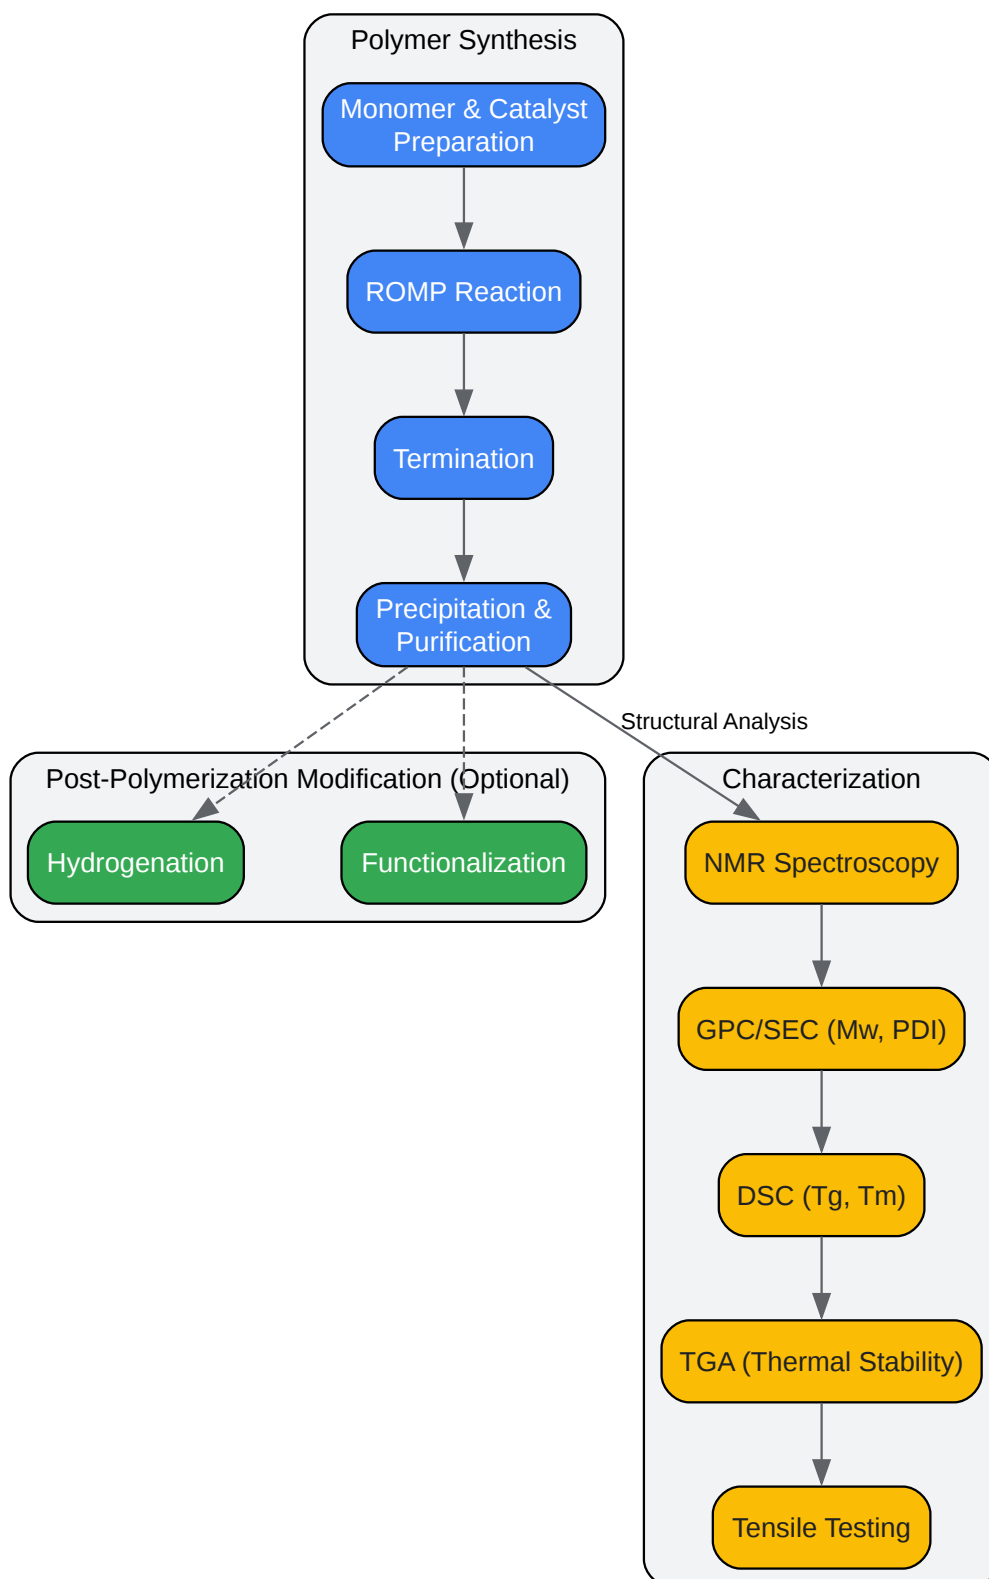 Polymer Synthesis
Monomer & Catalyst
Preparation
ROMP Reaction
Termination
Precipitation &
Purification
Structural Analysis
Post-Polymerization Modification (Optional)
Hydrogenation
Functionalization
Characterization
NMR Spectroscopy
GPC/SEC (Mw, PDI)
DSC (Tg, Tm)
TGA (Thermal Stability)
Tensile Testing